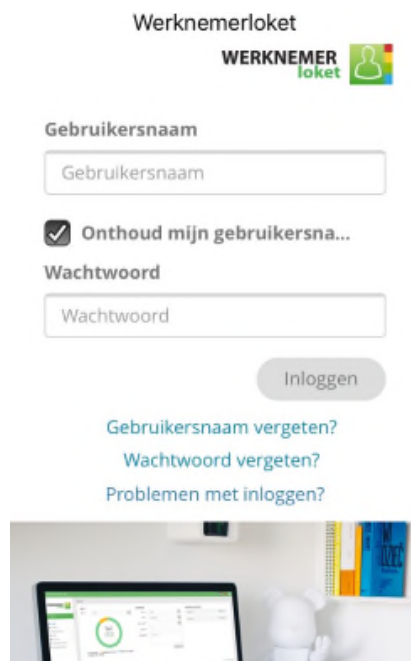 Werknemerloket
WERKNEMER
loket
Gebruikersnaam
Gebruikersnaam
Onthoud mijn gebruikersna...
Wachtwoord
Wachtwoord
Inloggen
Gebruikersnaam vergeten?
Wachtwoord vergeten?
Problemen met inloggen?